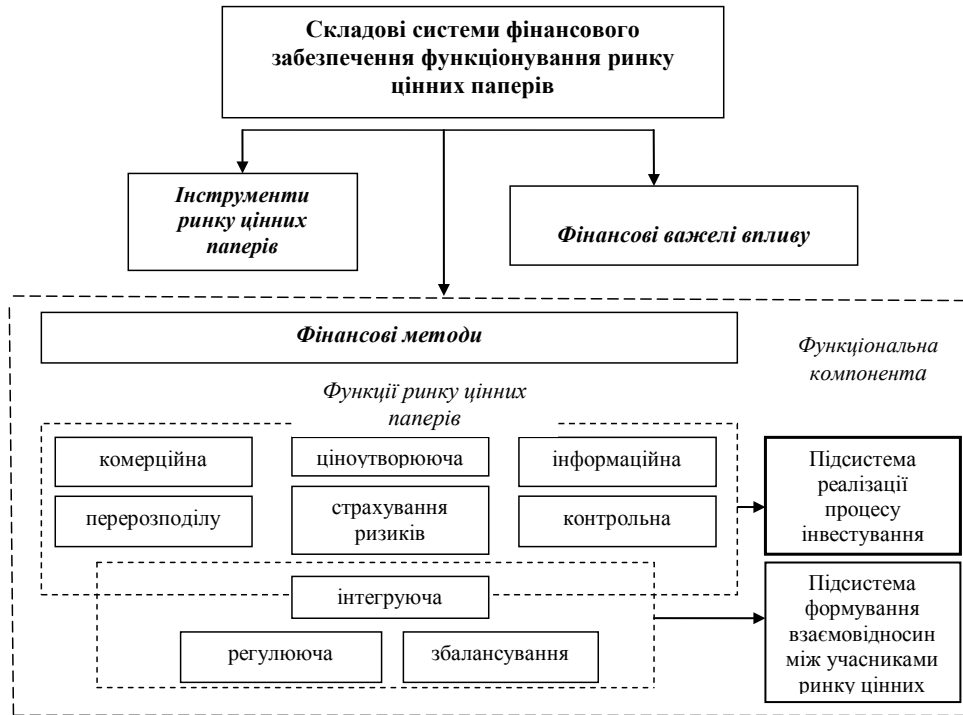 Складові системи фінансового
забезпечення функціонування ринку
цінних паперів
Інструменти
ринку цінних
паперів
Фінансові важелі впливу
Фінансові методи
Функціональна
компонента
Функції ринку цінних
паперів
комерційна
ціноутворююча
інформаційна
перерозподілу
страхування
ризиків
контрольна
Підсистема
реалізації
процесу
інвестування
інтегруюча
регулююча
збалансування
Підсистема
формування
взаємовідносин
між учасниками
ринку цінних